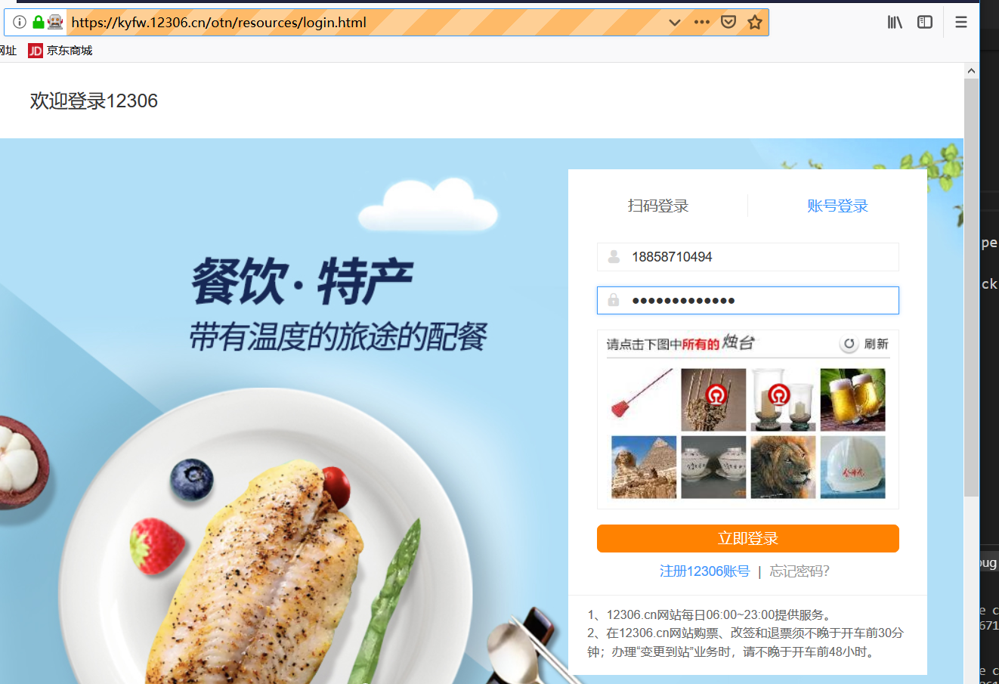 https://kyfw.12306.cn/otn/resources/login.html
网址 JD 京东商城
欢迎登录12306
餐饮·特产
带有温度的旅途的配餐
扫码登录 账号登录
18858710494
•••••••••••••
请点击下图中所有的 烛台 刷新
立即登录
注册12306账号 | 忘记密码?
1、12306.cn网站每日06:00~23:00提供服务。
2、在12306.cn网站购票、改签和退票须不晚于开车前30分
钟；办理“变更到站”业务时，请不晚于开车前48小时。
pe
ck
oug
e c
671
e c